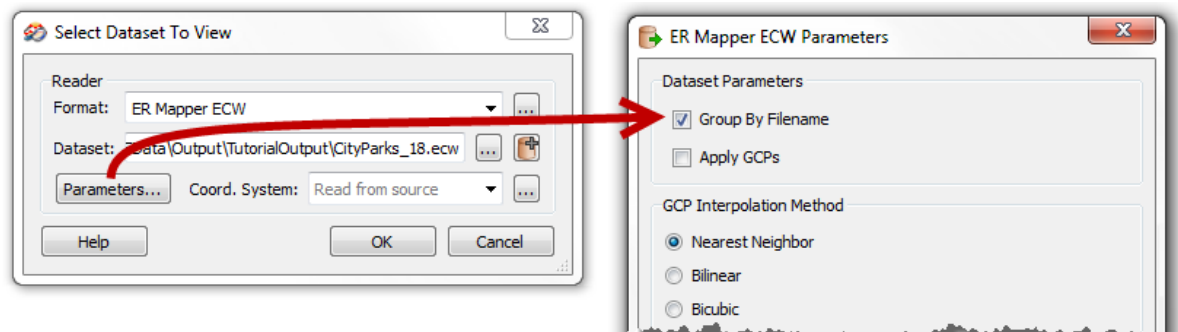 Select Dataset To View
Reader
Format: ER Mapper ECW ...
Dataset: Data\Output\TutorialOutput\CityParks_18.ecw ...
Parameters... Coord. System: Read from source ...
Help OK Cancel
ER Mapper ECW Parameters
Dataset Parameters
Group By Filename
Apply GCPs
GCP Interpolation Method
Nearest Neighbor
Bilinear
Bicubic